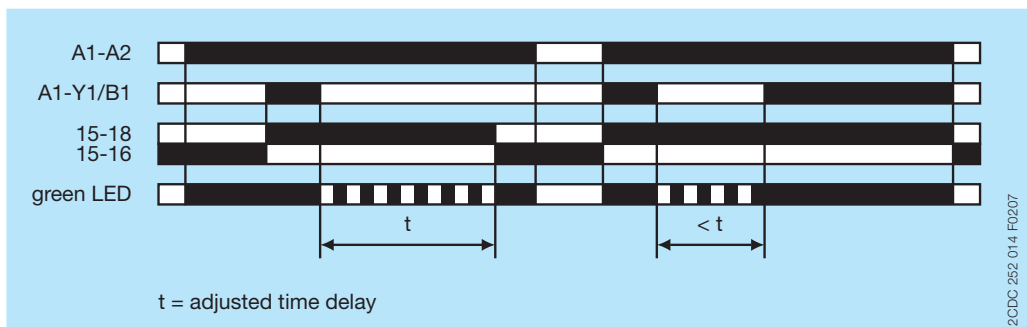 A1-A2
A1-Y1/B1
15-18
15-16
green LED
t
< t
t = adjusted time delay
2CDC 252 014 F0207